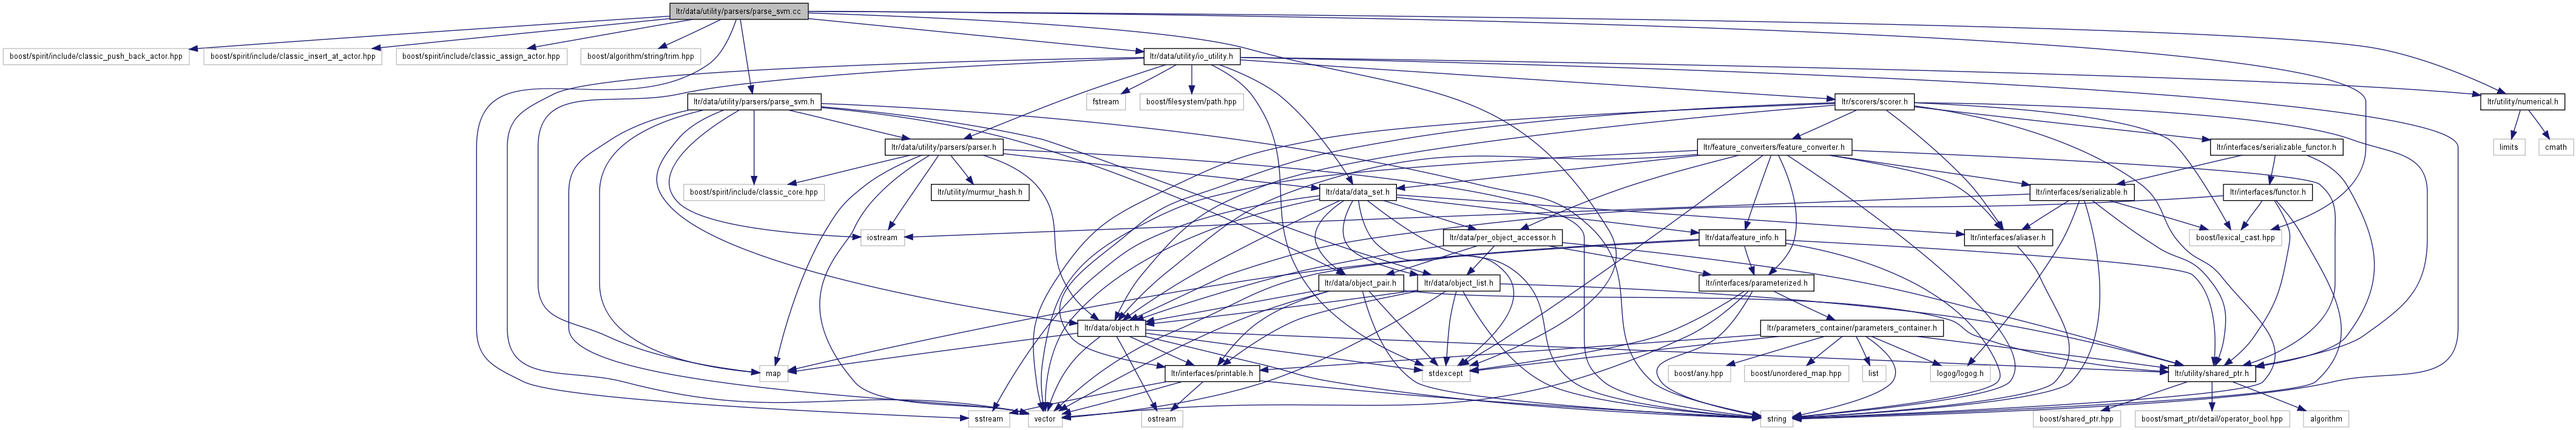 ltr/data/utility/parsers/parse_svm.cc
boost/spirit/include/classic_push_back_actor.hpp
boost/spirit/include/classic_insert_at_actor.hpp
boost/spirit/include/classic_assign_actor.hpp
boost/algorithm/string/trim.hpp
ltr/data/utility/io_utility.h
ltr/data/utility/parsers/parse_svm.h
fstream
boost/filesystem/path.hpp
ltr/scorers/scorer.h
ltr/utility/numerical.h
ltr/data/utility/parsers/parser.h
ltr/feature_converters/feature_converter.h
ltr/interfaces/serializable_functor.h
limits
cmath
boost/spirit/include/classic_core.hpp
ltr/utility/murmur_hash.h
ltr/data/data_set.h
ltr/interfaces/serializable.h
ltr/interfaces/functor.h
iostream
ltr/data/per_object_accessor.h
ltr/data/feature_info.h
ltr/interfaces/aliaser.h
boost/lexical_cast.hpp
ltr/data/object_pair.h
ltr/data/object_list.h
ltr/interfaces/parameterized.h
ltr/data/object.h
ltr/parameters_container/parameters_container.h
map
ltr/interfaces/printable.h
stdexcept
boost/any.hpp
boost/unordered_map.hpp
list
logog/logog.h
ltr/utility/shared_ptr.h
sstream
vector
ostream
string
boost/shared_ptr.hpp
boost/smart_ptr/detail/operator_bool.hpp
algorithm